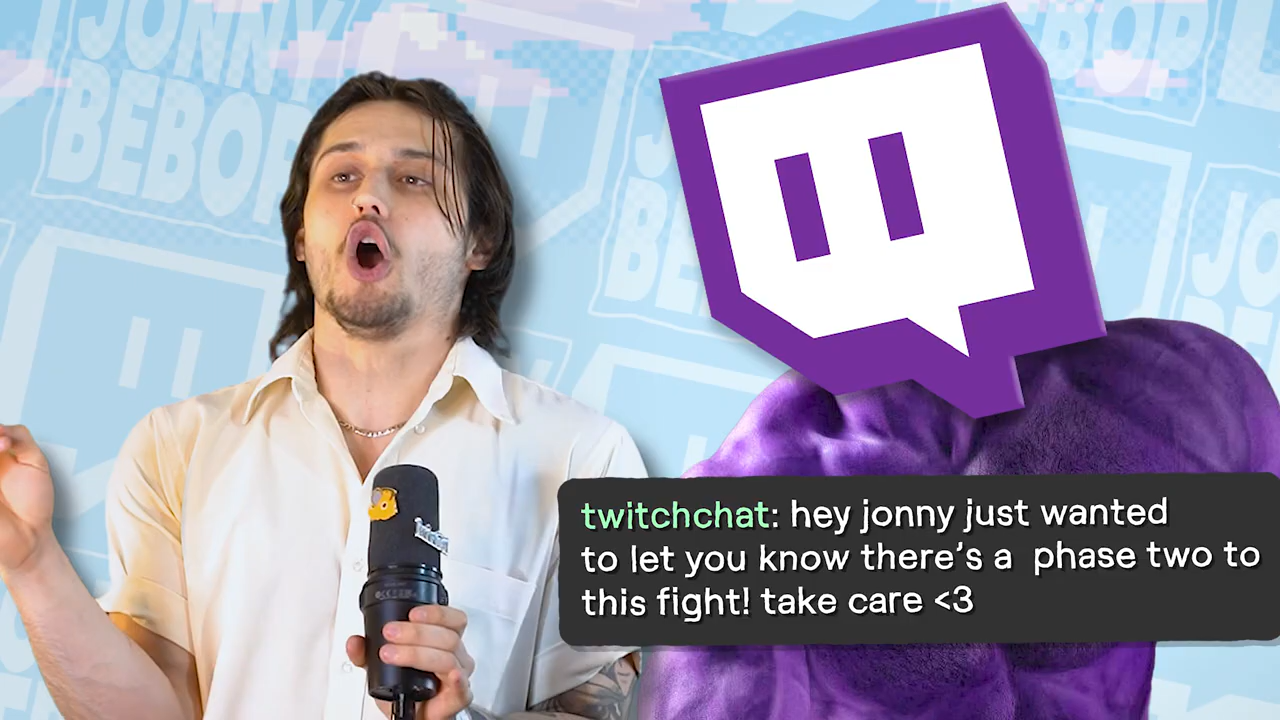 JONNY
BEBOP
BEBOP
twitchchat: hey jonny just wanted
to let you know there's a phase two to
this fight! take care <3